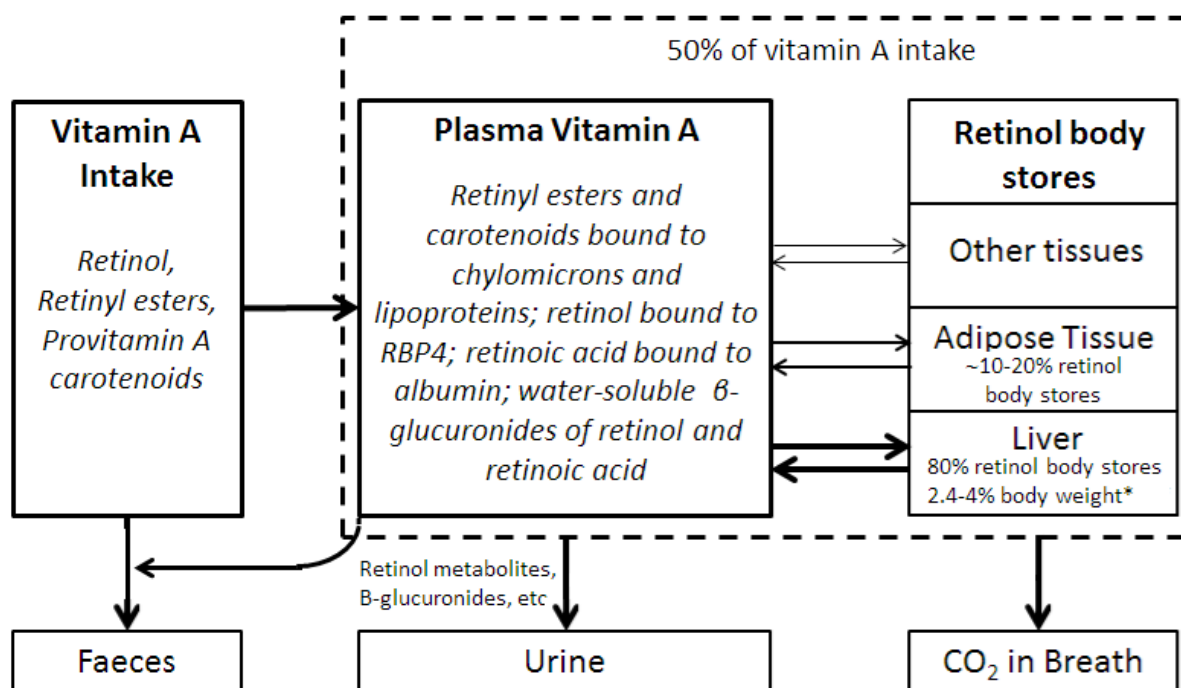 50% of vitamin A intake
Vitamin A
Intake
Retinol,
Retinyl esters,
Provitamin A
carotenoids
Plasma Vitamin A
Retinyl esters and
carotenoids bound to
chylomicrons and
lipoproteins; retinol bound to
RBP4; retinoic acid bound to
albumin; water-soluble β-
glucuronides of retinol and
retinoic acid
Retinol body
stores
Other tissues
Adipose Tissue
~10-20% retinol
body stores
Liver
80% retinol body stores
2.4-4% body weight*
Retinol metabolites,
B-glucuronides, etc
Faeces
Urine
CO₂ in Breath